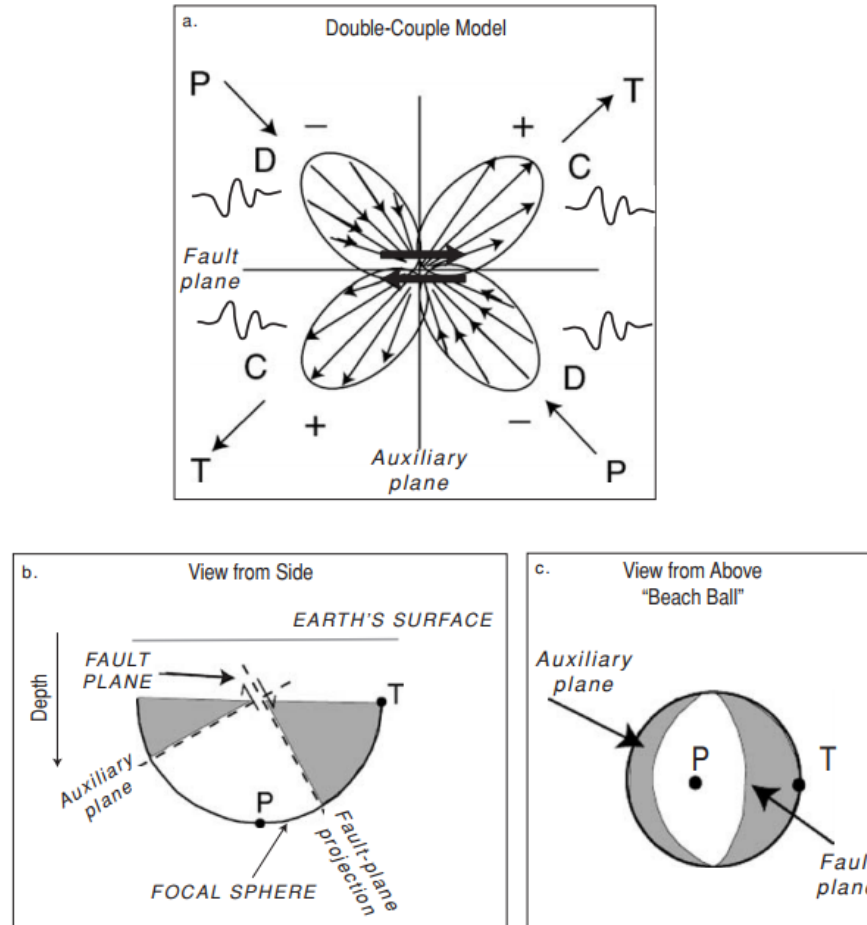 a.
Double-Couple Model
P
T
−
+
D
C
Fault
plane
C
D
+
−
T
Auxiliary
plane
P
b.
View from Side
EARTH'S SURFACE
FAULT
PLANE
Depth
T
Auxiliary
plane
P
Fault-plane
projection
FOCAL SPHERE
c.
View from Above
"Beach Ball"
Auxiliary
plane
P
T
plane